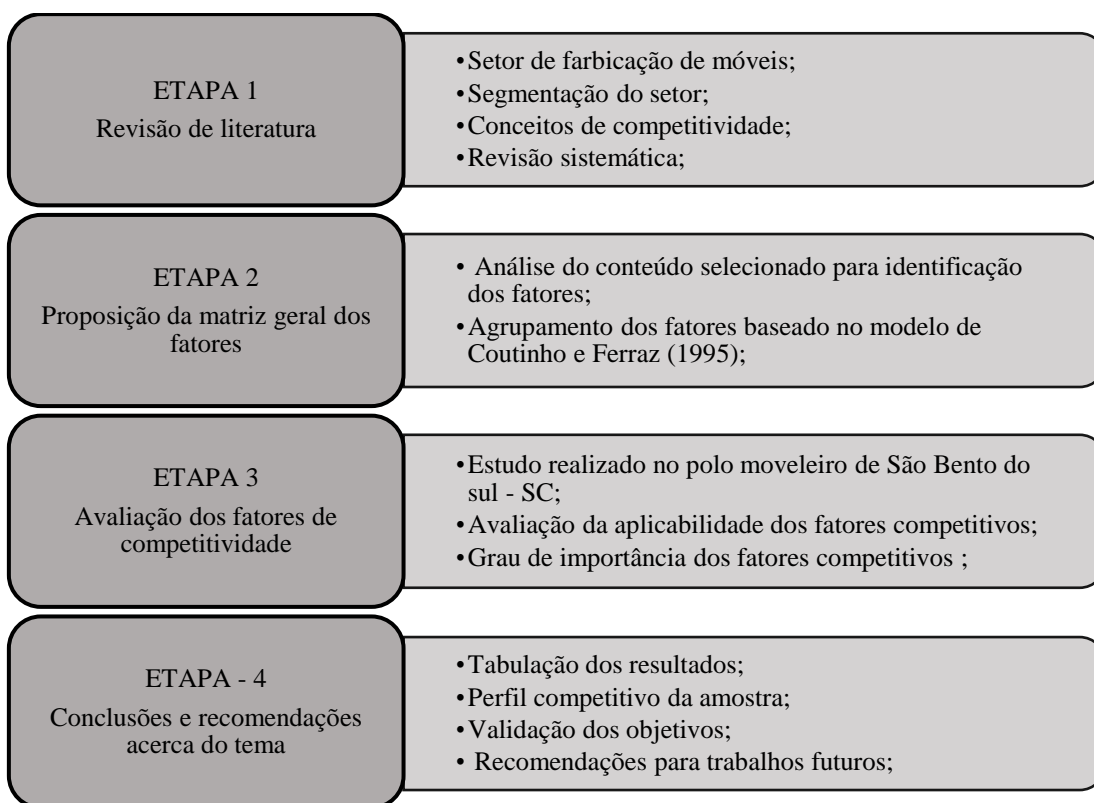 ETAPA 1
Revisão de literatura
•Setor de farbicação de móveis;
•Segmentação do setor;
•Conceitos de competitividade;
•Revisão sistemática;
ETAPA 2
Proposição da matriz geral dos
fatores
• Análise do conteúdo selecionado para identificação
dos fatores;
•Agrupamento dos fatores baseado no modelo de
Coutinho e Ferraz (1995);
ETAPA 3
Avaliação dos fatores de
competitividade
•Estudo realizado no polo moveleiro de São Bento do
sul - SC;
•Avaliação da aplicabilidade dos fatores competitivos;
•Grau de importância dos fatores competitivos ;
ETAPA - 4
Conclusões e recomendações
acerca do tema
•Tabulação dos resultados;
•Perfil competitivo da amostra;
•Validação dos objetivos;
• Recomendações para trabalhos futuros;